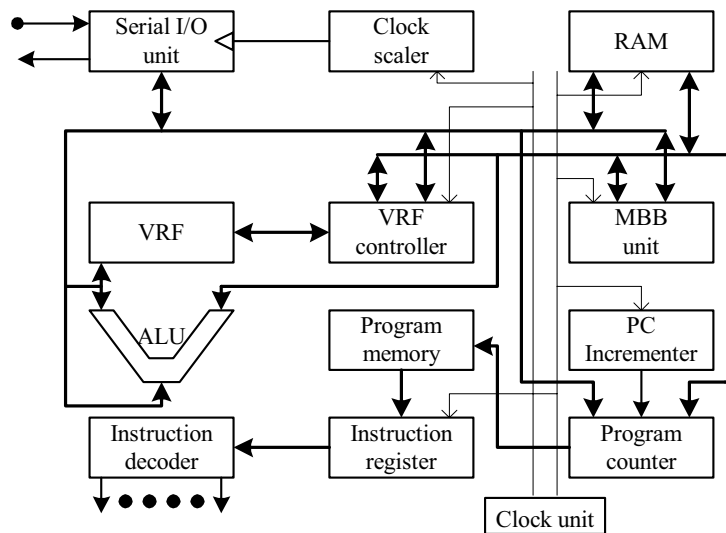 Serial I/O
unit
Clock
scaler
RAM
VRF
VRF
controller
MBB
unit
ALU
Program
memory
PC
Incrementer
Instruction
decoder
Instruction
register
Program
counter
Clock unit